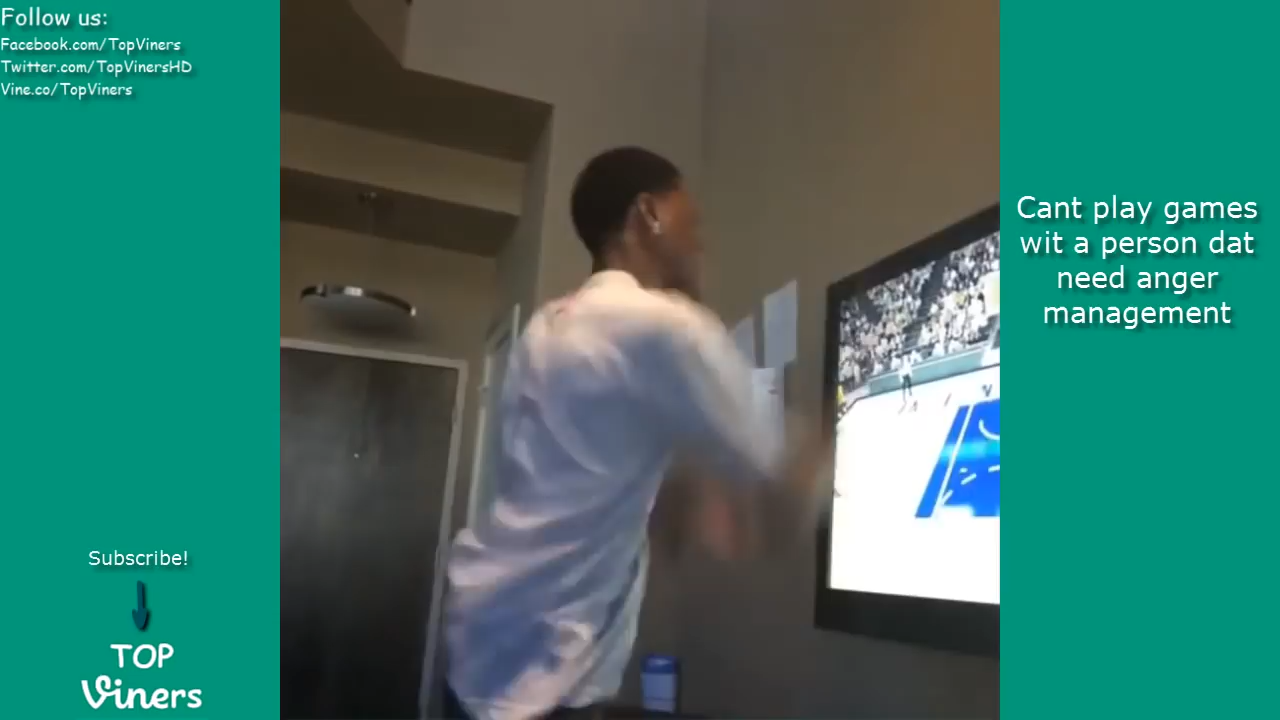 Follow us:
Facebook.com/TopViners
Twitter.com/TopVinersHD
Vine.co/TopViners
Cant play games
wit a person dat
need anger
management
Subscribe!
TOP
Viners